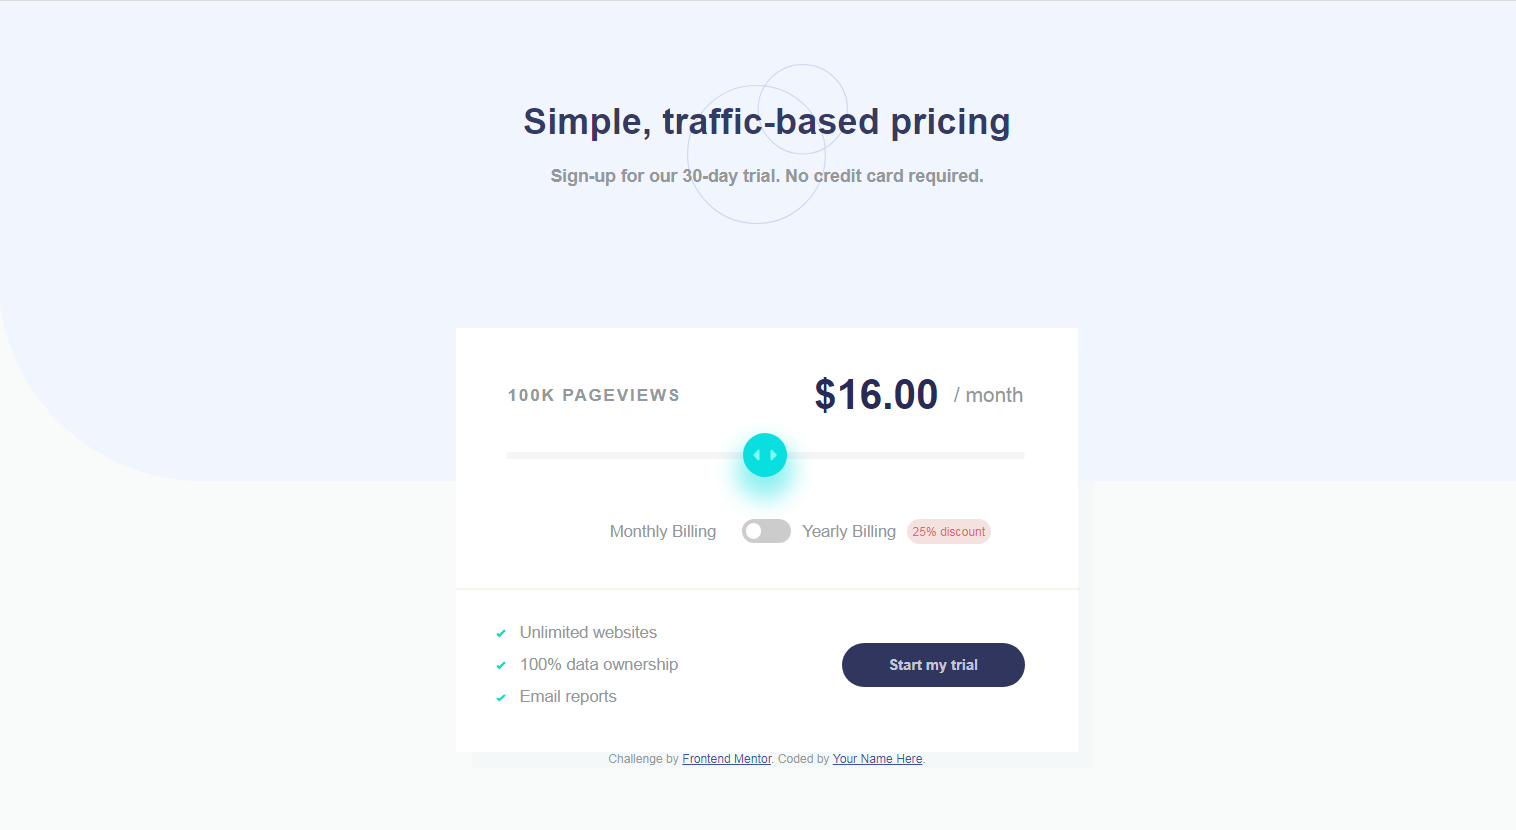 Simple, traffic-based pricing
Sign-up for our 30-day trial. No credit card required.
100K PAGEVIEWS
$16.00 / month
Monthly Billing
Yearly Billing
25% discount
Unlimited websites
100% data ownership
Email reports
Start my trial
Challenge by Frontend Mentor. Coded by Your Name Here.